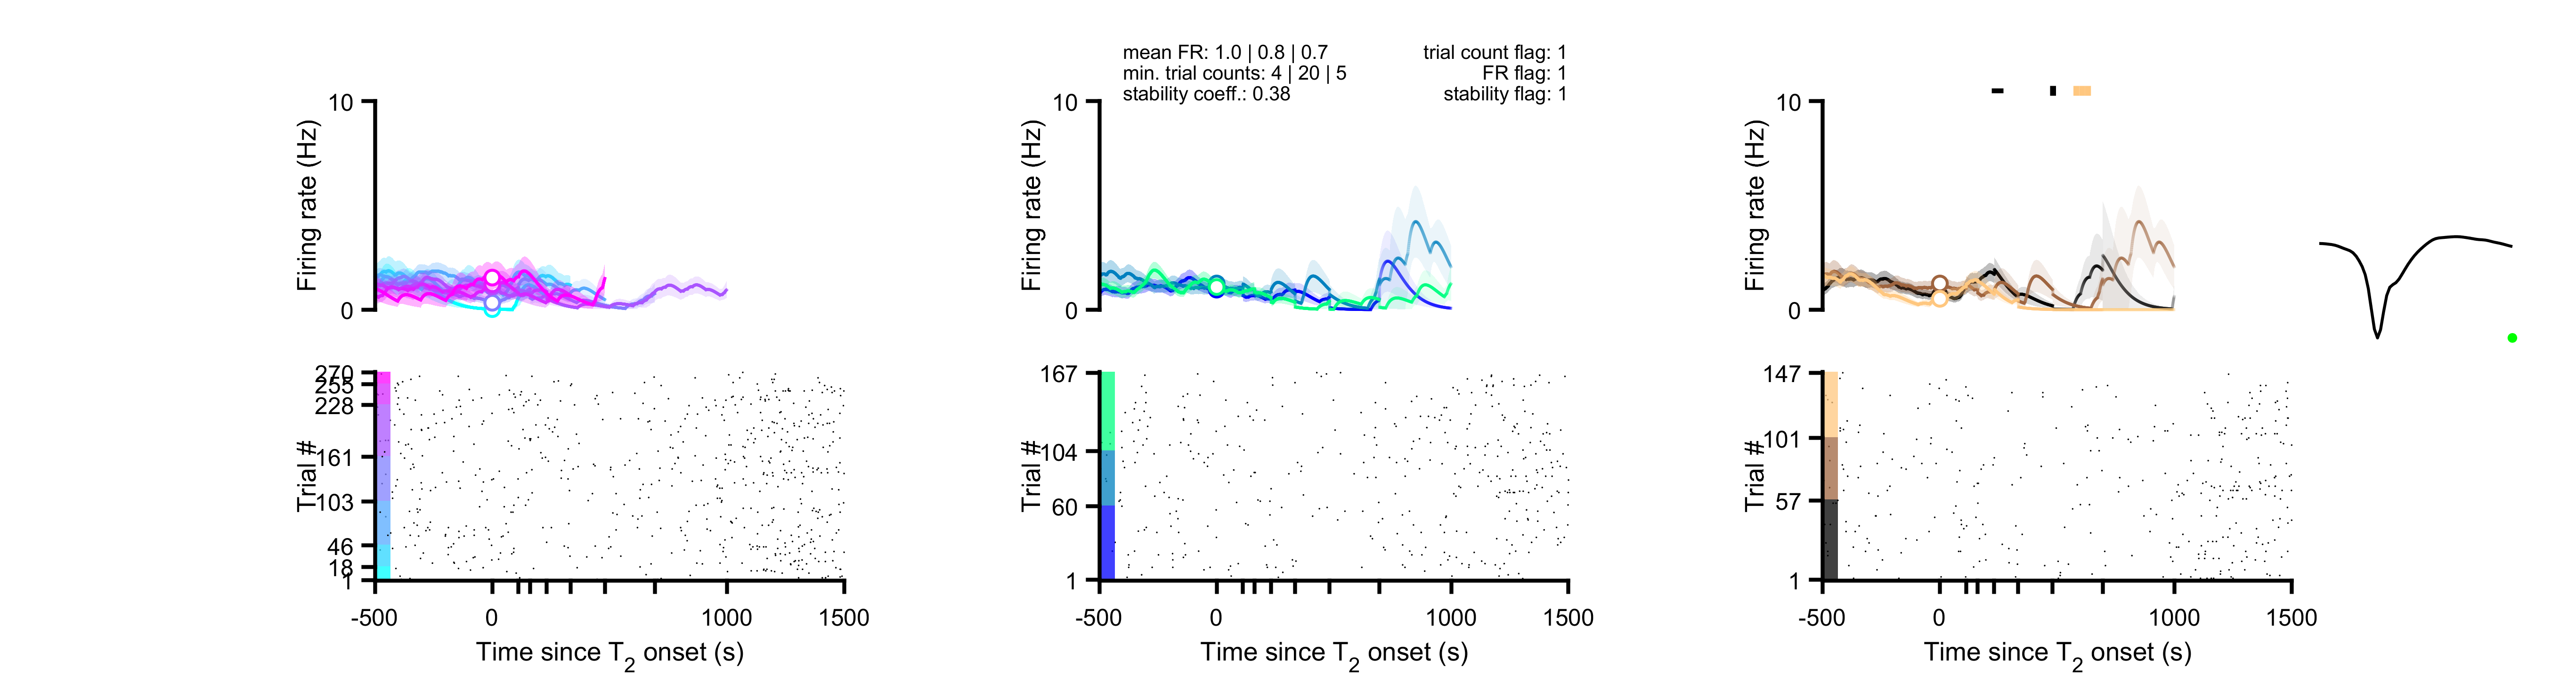 mean FR: 1.0 | 0.8 | 0.7
min. trial counts: 4 | 20 | 5
stability coeff.: 0.38
trial count flag: 1
FR flag: 1
stability flag: 1
10
0
Firing rate (Hz)
270
255
228
161
103
46
18
1
Trial #
-500
0
1000
1500
Time since T2 onset (s)
10
0
Firing rate (Hz)
167
104
60
1
Trial #
-500
0
1000
1500
Time since T2 onset (s)
10
0
Firing rate (Hz)
147
101
57
1
Trial #
-500
0
1000
1500
Time since T2 onset (s)